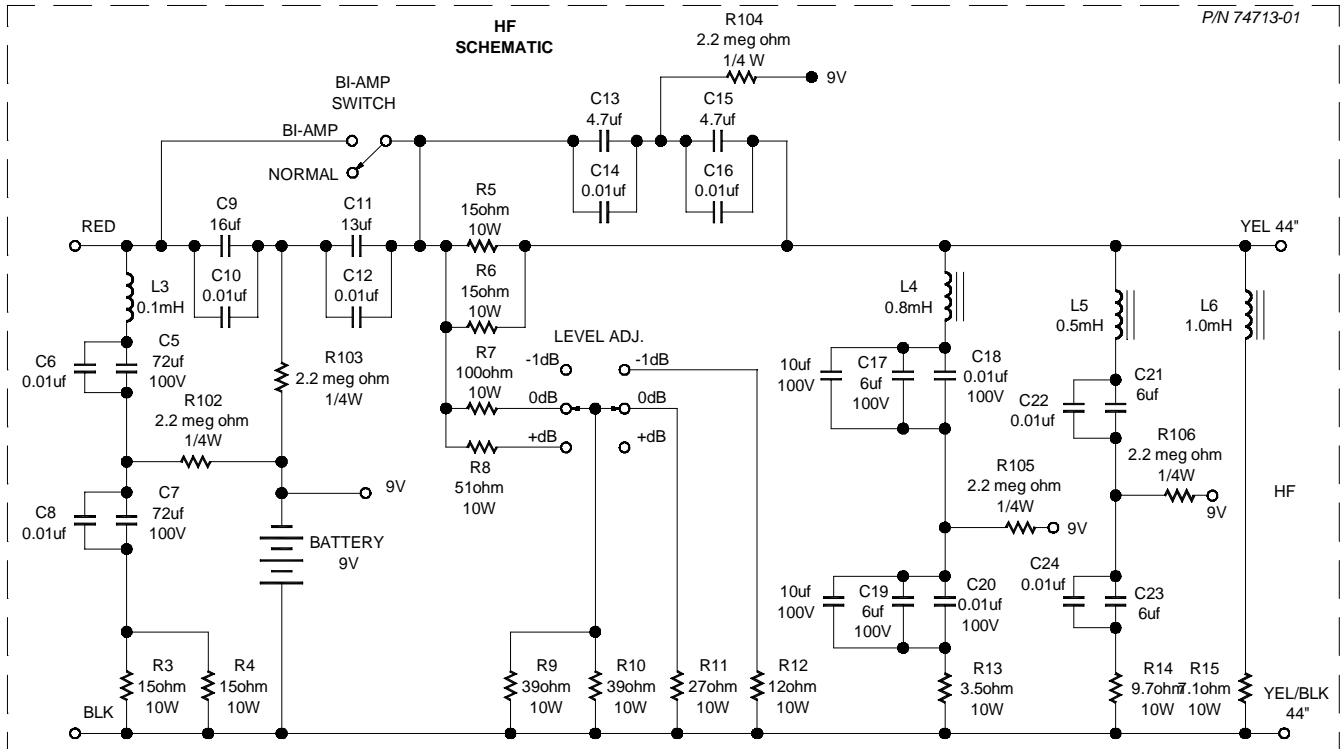 HF
SCHEMATIC
P/N 74713-01
R104
2.2 meg ohm
1/4 W
9V
BI-AMP
SWITCH
BI-AMP
NORMAL
C13
4.7uf
C14
0.01uf
C15
4.7uf
C16
0.01uf
RED
C9
16uf
C10
0.01uf
C11
13uf
C12
0.01uf
R5
15ohm
10W
R6
15ohm
10W
R7
100ohm
10W
R8
51ohm
10W
YEL 44"
L3
0.1mH
C6
0.01uf
C5
72uf
100V
R102
2.2 meg ohm
1/4W
R103
2.2 meg ohm
1/4W
C8
0.01uf
C7
72uf
100V
9V
BATTERY
9V
LEVEL ADJ.
-1dB
-1dB
0dB
0dB
+dB
+dB
L4
0.8mH
L5
0.5mH
L6
1.0mH
10uf
100V
C17
6uf
100V
C18
0.01uf
100V
C22
0.01uf
C21
6uf
R105
2.2 meg ohm
1/4W
9V
R106
2.2 meg ohm
1/4W
9V
HF
10uf
100V
C19
6uf
100V
C20
0.01uf
100V
C24
0.01uf
C23
6uf
R3
15ohm
10W
R4
15ohm
10W
R9
39ohm
10W
R10
39ohm
10W
R11
27ohm
10W
R12
12ohm
10W
R13
3.5ohm
10W
R14
9.7ohm
10W
R15
7.1ohm
10W
BLK
YEL/BLK
44"